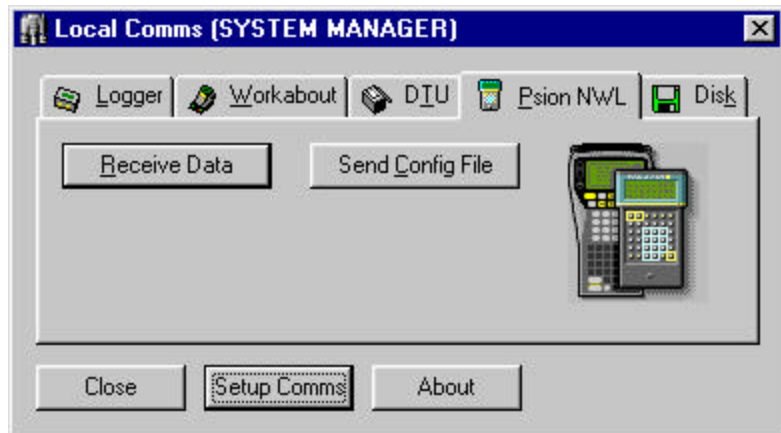 Local Comms (SYSTEM MANAGER)
Logger Workabout DTU Psion NWL Disk
Receive Data Send Config File
Close Setup Comms About